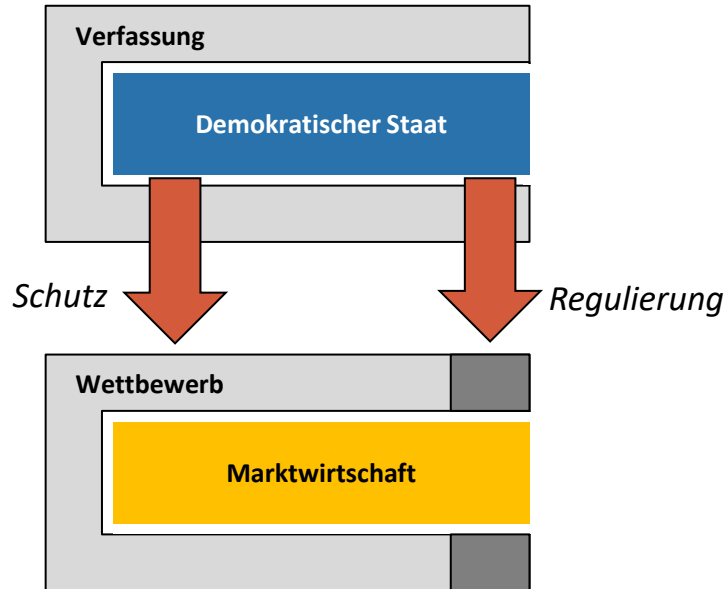 Verfassung
Demokratischer Staat
Schutz
Regulierung
Wettbewerb
Marktwirtschaft